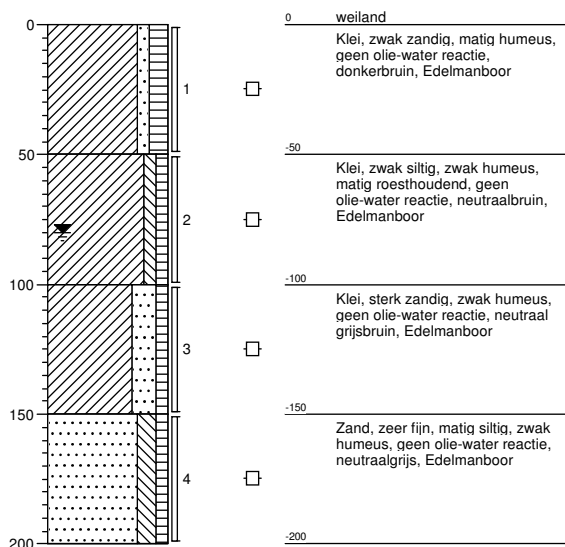 0
50
100
150
200
1
2
3
4
0
weiland
Klei, zwak zandig, matig humeus,
geen olie-water reactie,
donkerbruin, Edelmanboor
-50
Klei, zwak siltig, zwak humeus,
matig roesthoudend, geen
olie-water reactie, neutraalbruin,
Edelmanboor
-100
Klei, sterk zandig, zwak humeus,
geen olie-water reactie, neutraal
grijsbruin, Edelmanboor
-150
Zand, zeer fijn, matig siltig, zwak
humeus, geen olie-water reactie,
neutraalgrijs, Edelmanboor
-200